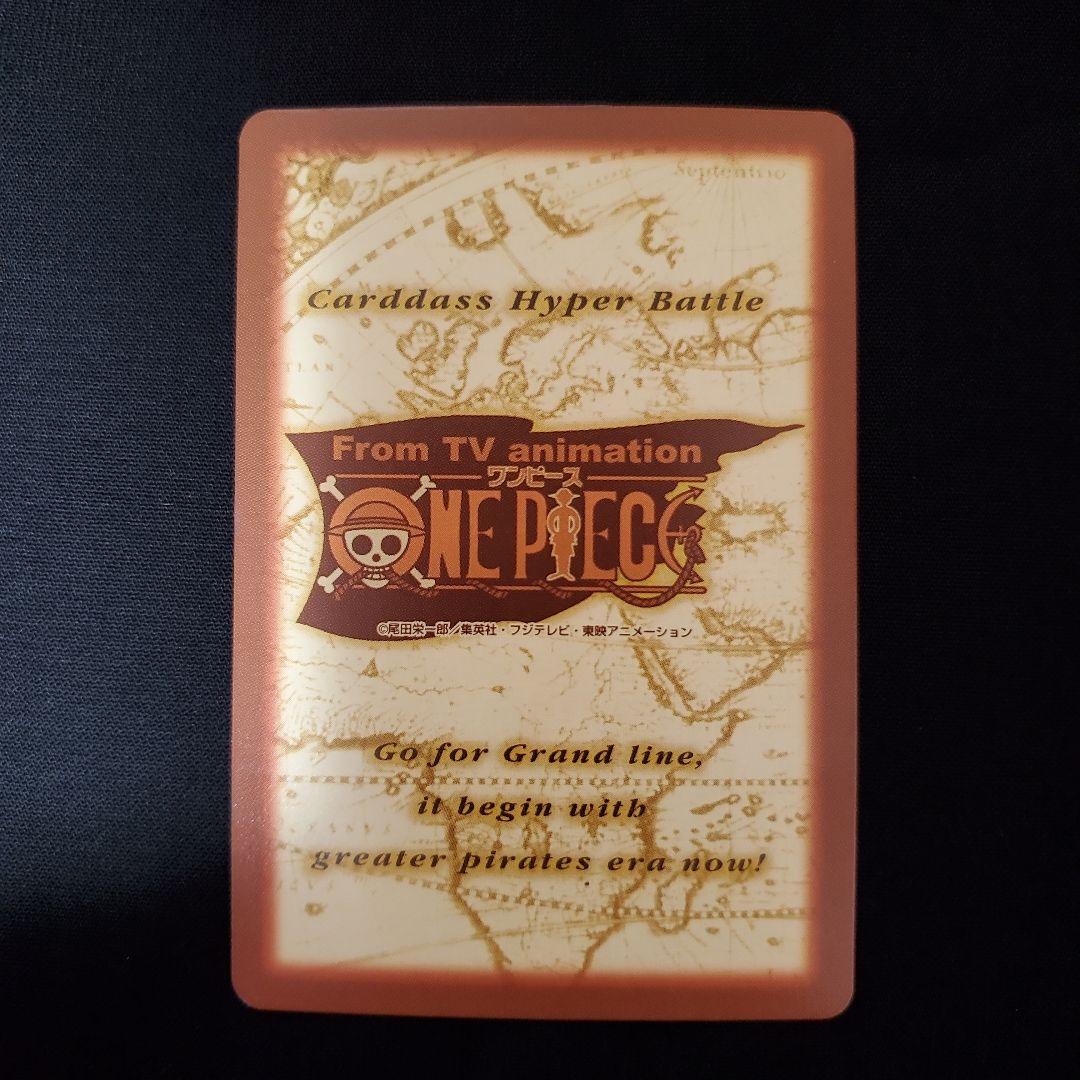 Septentrio
Carddass Hyper Battle
TLAN
From TV animation
ワンピース
ONE PIECE
©尾田栄一郎／集英社・フジテレビ・東映アニメーション
Go for Grand line,
it begin with
greater pirates era now!